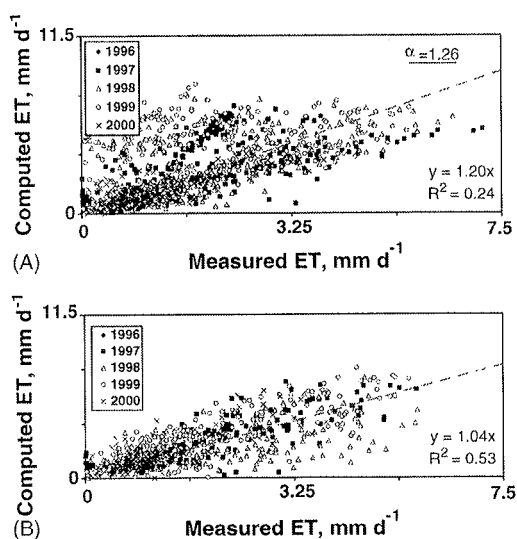 11.5
1996
1997
1998
1999
2000
α =1.26
Computed ET, mm d⁻¹
y = 1.20x
R² = 0.24
0
0
3.25
7.5
Measured ET, mm d⁻¹
(A)
11.5
1996
1997
1998
1999
2000
Computed ET, mm d⁻¹
y = 1.04x
R² = 0.53
0
0
3.25
7.5
Measured ET, mm d⁻¹
(B)